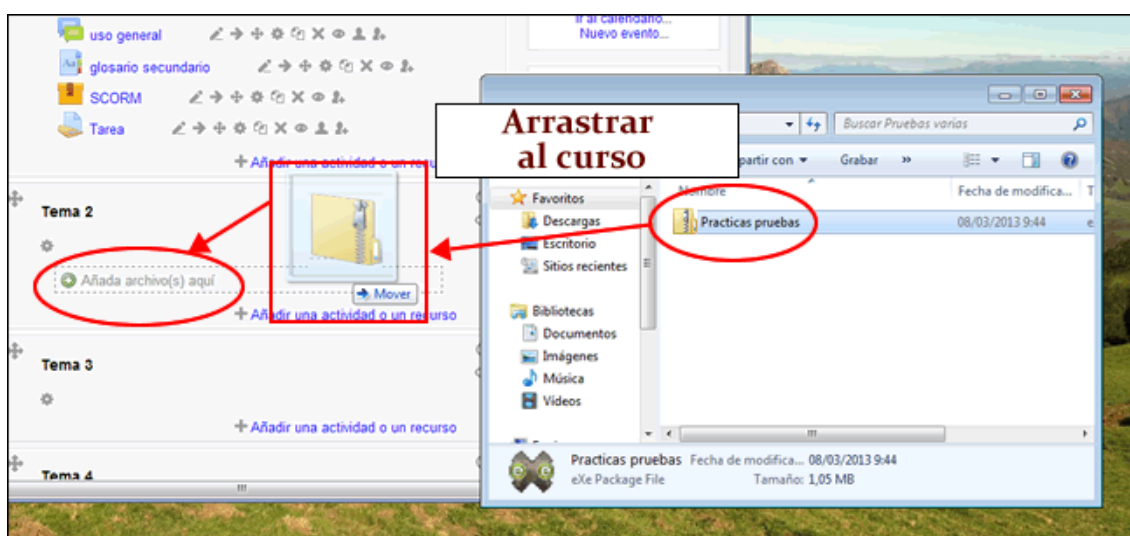 uso general
glosario secundario
SCORM
Tarea
Añadir una actividad o un recu
Tema 2
Añada archivo(s) aquí
Mover
Añadir una actividad o un recurso
Tema 3
Añadir una actividad o un recurso
Tema 4
Ir al calendario...
Nuevo evento...
Arrastrar
al curso
Buscar Pruebas varias
partir con
Grabar
»
Nombre
Fecha de modifica...
T
Favoritos
Descargas
Escritorio
Sitios recientes
Bibliotecas
Documentos
Imágenes
Música
Vídeos
Practicas pruebas
08/03/2013 9:44
e
Practicas pruebas Fecha de modifica... 08/03/2013 9:44
eXe Package File Tamaño: 1,05 MB